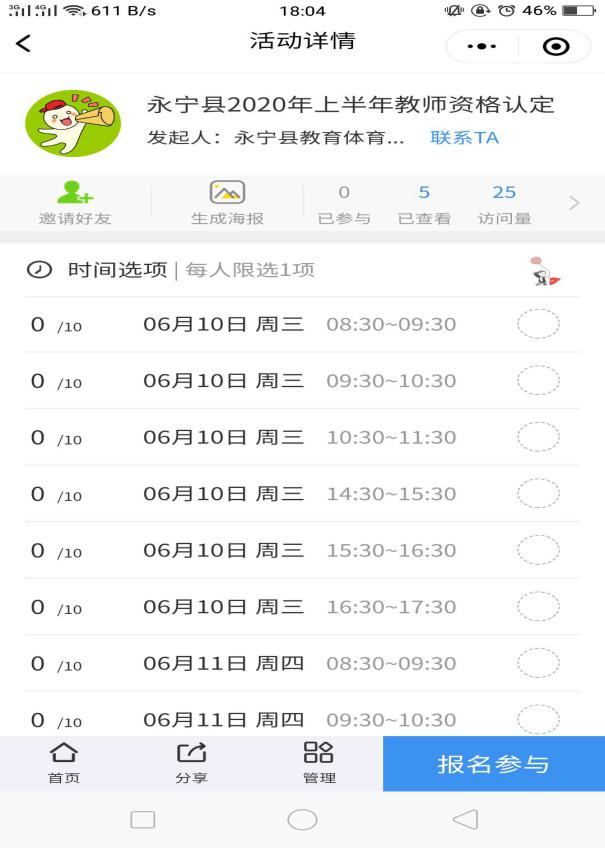 3G 4G 611 B/s 18:04 46%
活动详情
永宁县2020年上半年教师资格认定
发起人：永宁县教育体育... 联系TA
邀请好友 生成海报 0 已参与 5 已查看 25 访问量
时间选项 | 每人限选1项
0 /10 06月10日 周三 08:30~09:30
0 /10 06月10日 周三 09:30~10:30
0 /10 06月10日 周三 10:30~11:30
0 /10 06月10日 周三 14:30~15:30
0 /10 06月10日 周三 15:30~16:30
0 /10 06月10日 周三 16:30~17:30
0 /10 06月11日 周四 08:30~09:30
0 /10 06月11日 周四 09:30~10:30
首页 分享 管理 报名参与